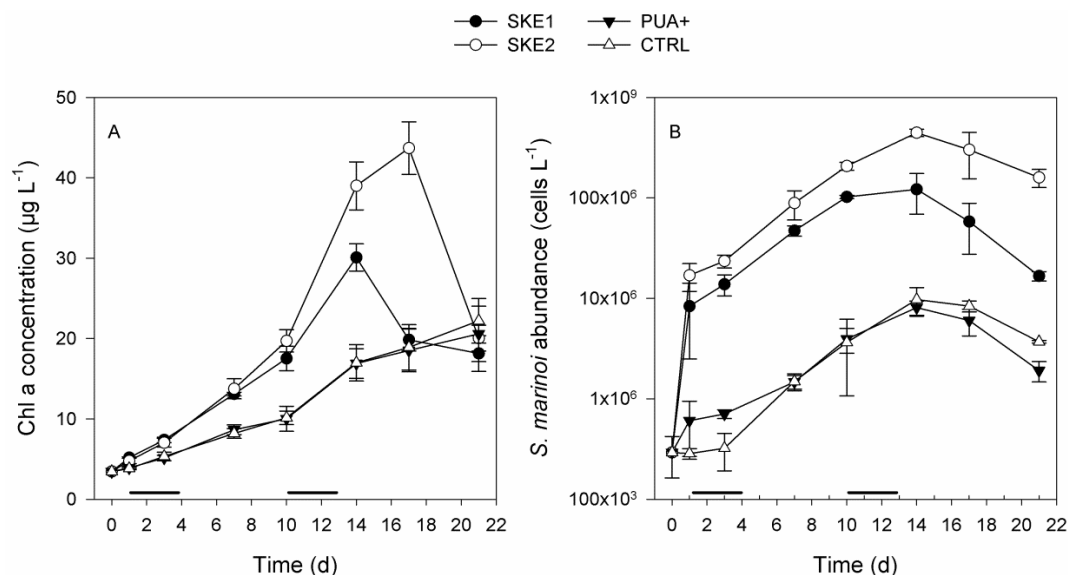 SKE1 PUA+
SKE2 CTRL
A
Chl a concentration (µg L⁻¹)
50
40
30
20
10
0
0 2 4 6 8 10 12 14 16 18 20 22
Time (d)
B
S. marinoi abundance (cells L⁻¹)
1x10⁹
100x10⁶
10x10⁶
1x10⁶
100x10³
0 2 4 6 8 10 12 14 16 18 20 22
Time (d)